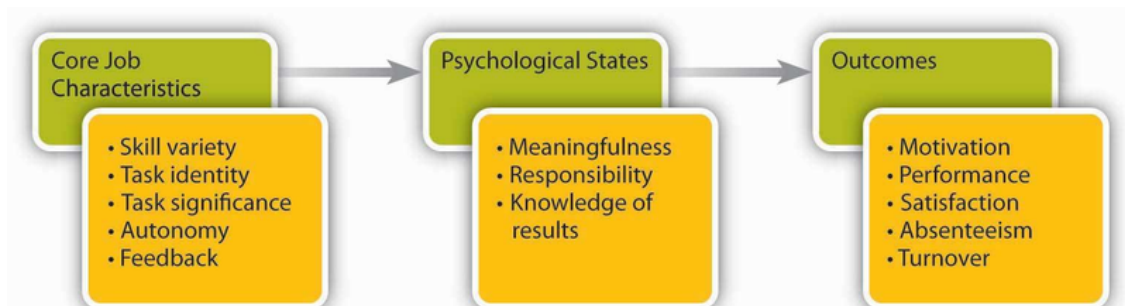 Core Job
Characteristics
• Skill variety
• Task identity
• Task significance
• Autonomy
• Feedback
Psychological States
• Meaningfulness
• Responsibility
• Knowledge of
results
Outcomes
• Motivation
• Performance
• Satisfaction
• Absenteeism
• Turnover